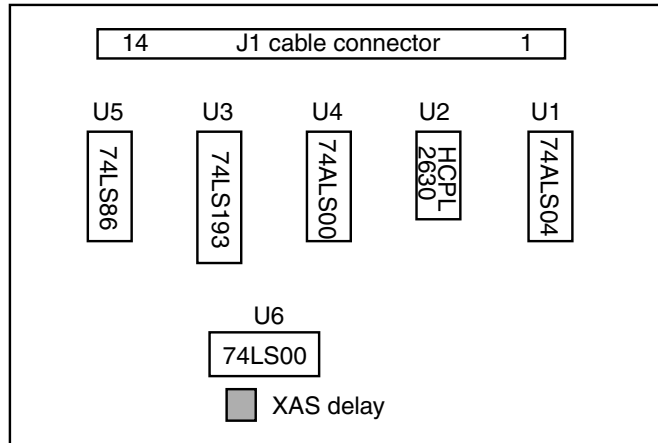 14 J1 cable connector 1
U5 U3 U4 U2 U1
74LS86
74LS193
74ALS00
HCPL
2630
74ALS04
U6
74LS00
XAS delay